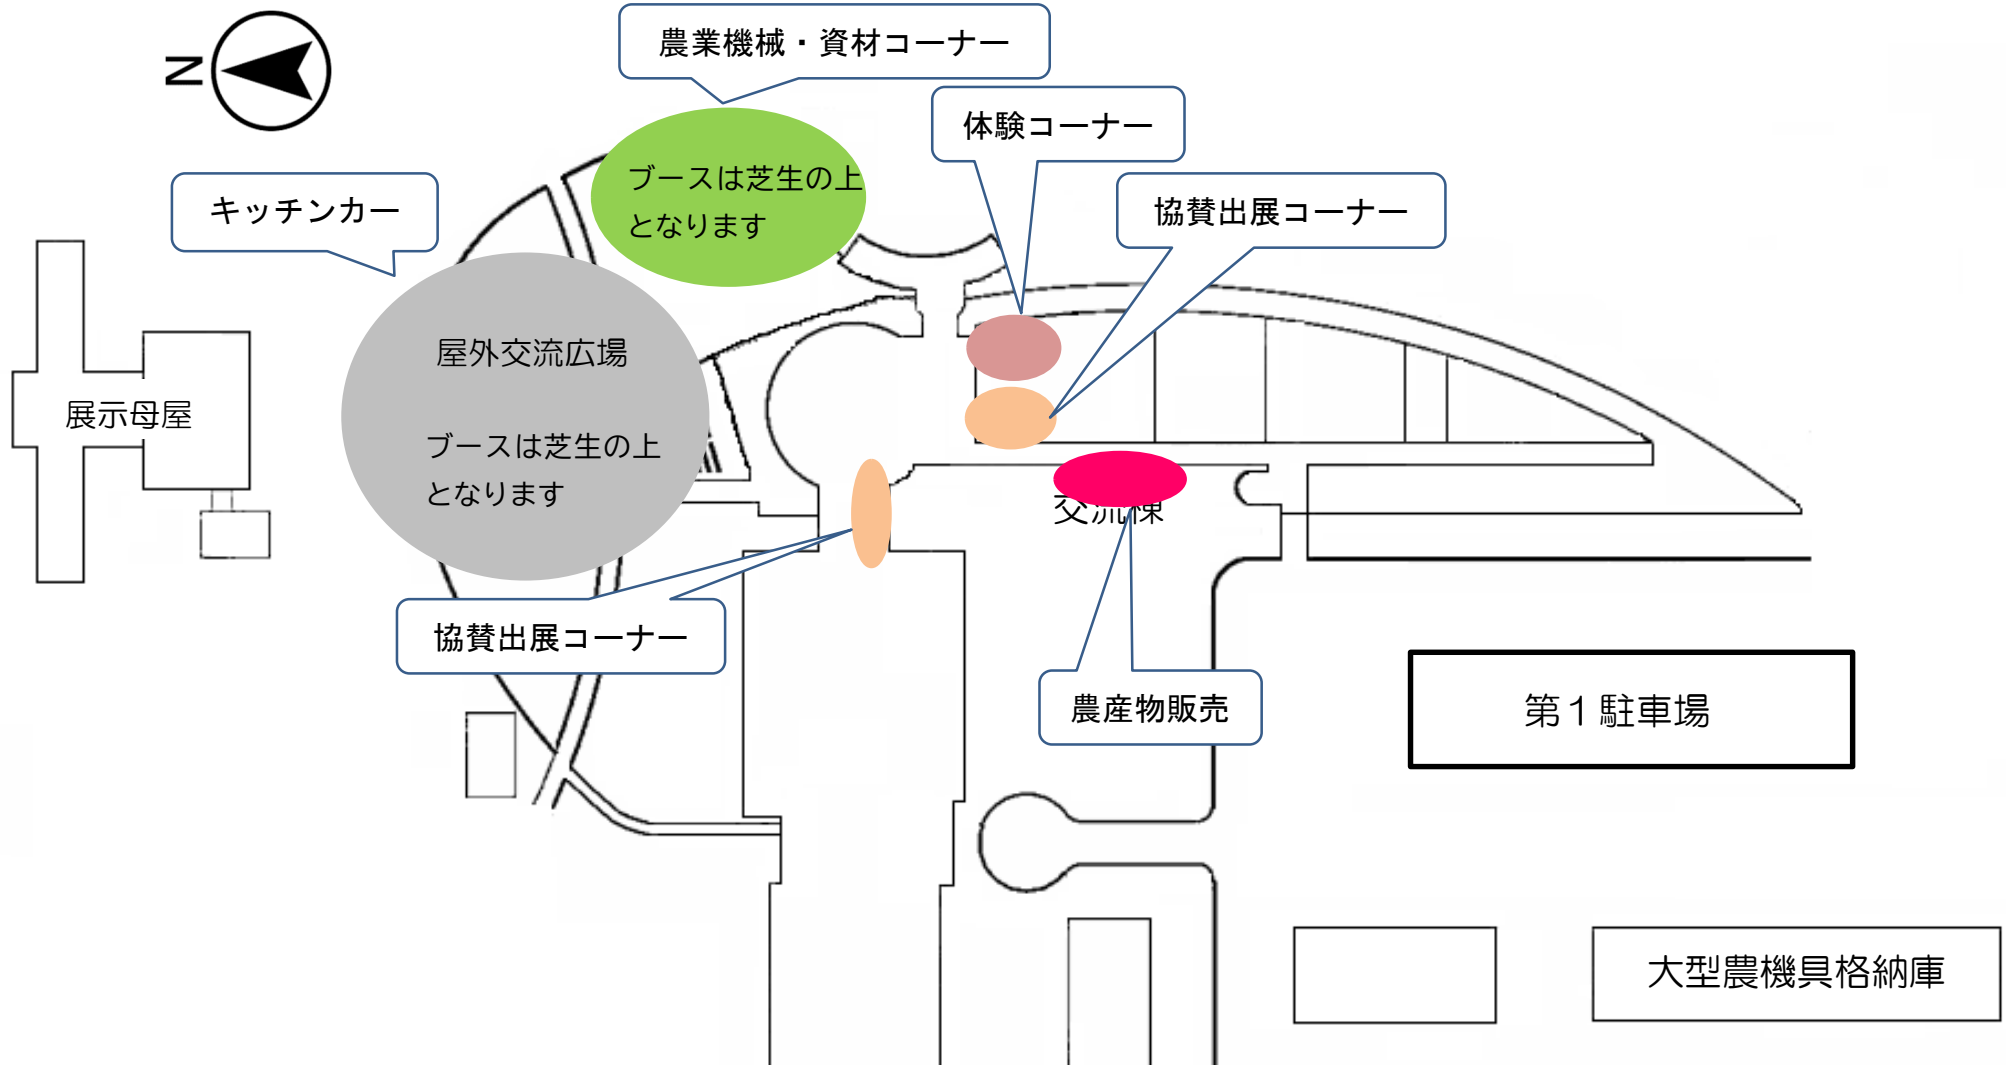 農業機械・資材コーナー
N
体験コーナー
ブースは芝生の上
となります
キッチンカー
協賛出展コーナー
屋外交流広場
展示母屋
ブースは芝生の上
となります
交流棟
協賛出展コーナー
農産物販売
第１駐車場
大型農機具格納庫